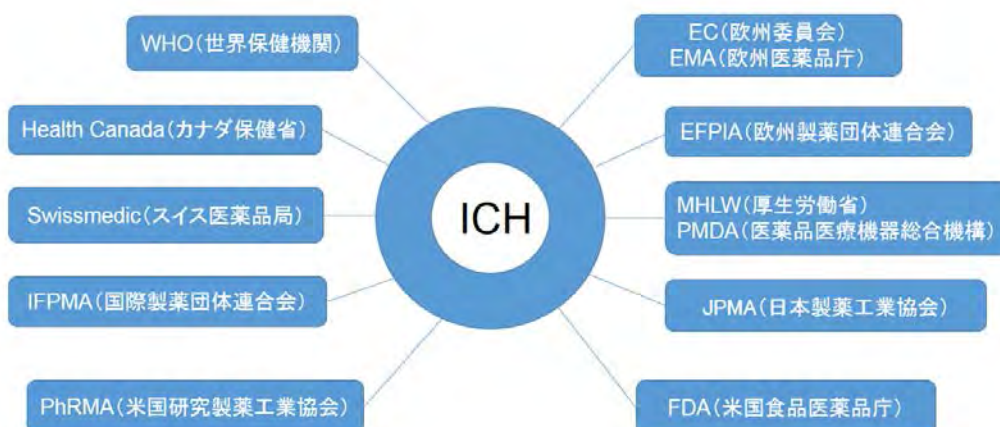 WHO（世界保健機関）
Health Canada（カナダ保健省）
Swissmedic（スイス医薬品局）
IFPMA（国際製薬団体連合会）
PhRMA（米国研究製薬工業協会）
ICH
EC（欧州委員会）
EMA（欧州医薬品庁）
EFPIA（欧州製薬団体連合会）
MHLW（厚生労働省）
PMDA（医薬品医療機器総合機構）
JPMA（日本製薬工業協会）
FDA（米国食品医薬品庁）